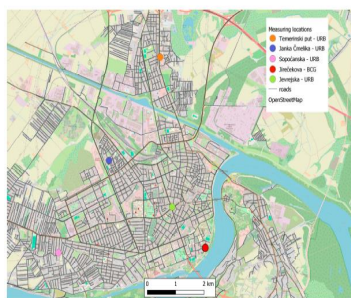 Measuring locations
Temerinski put - URB
Janka Čmelika - URB
Sopoćanska - URB
Jirečekova - BCG
Jevrejska - URB
roads
OpenStreetMap
0 1 2 km